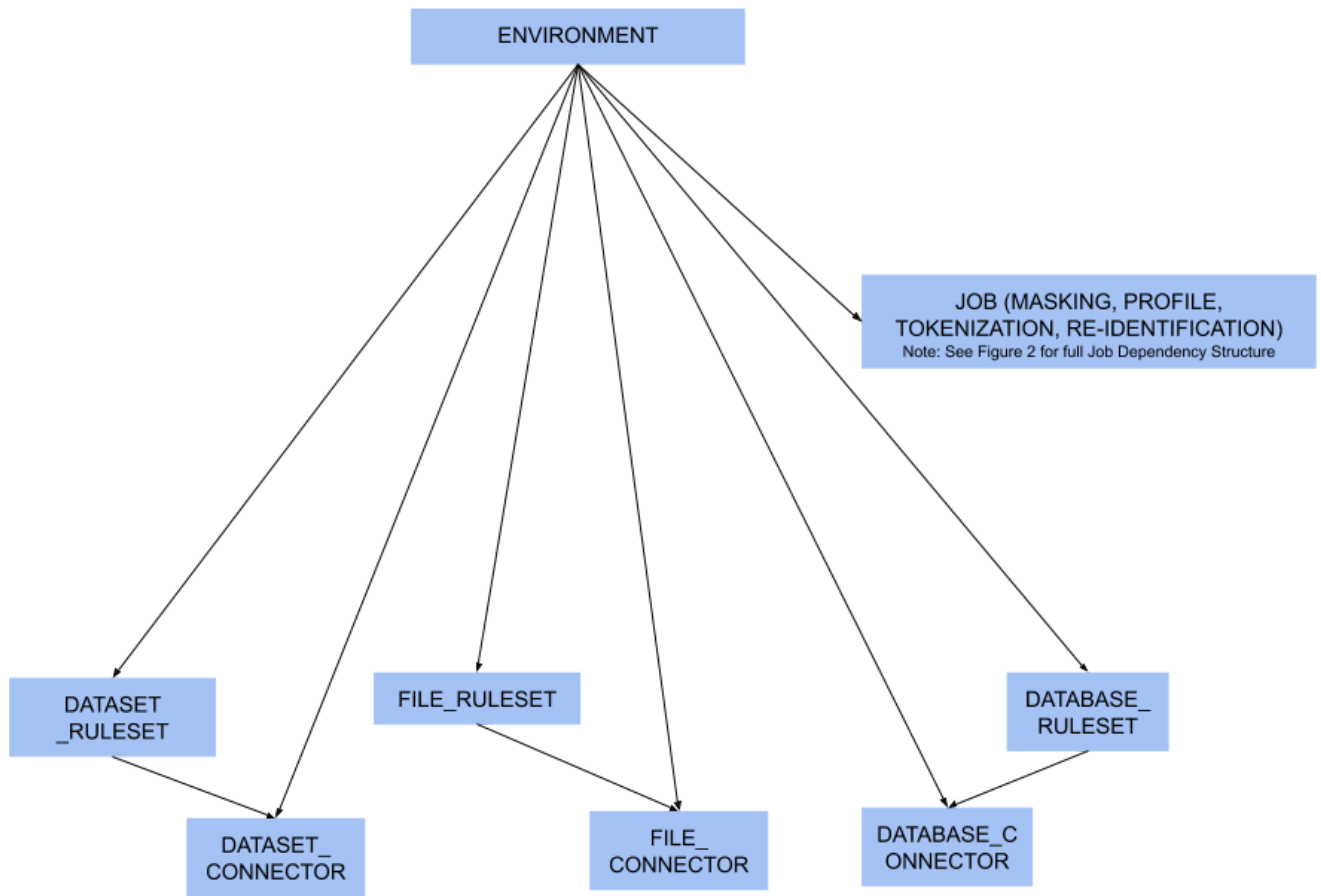 ENVIRONMENT
JOB (MASKING, PROFILE,
TOKENIZATION, RE-IDENTIFICATION)
Note: See Figure 2 for full Job Dependency Structure
DATASET
_RULESET
FILE_RULESET
DATABASE_
RULESET
DATASET_
CONNECTOR
FILE_
CONNECTOR
DATABASE_C
ONNECTOR